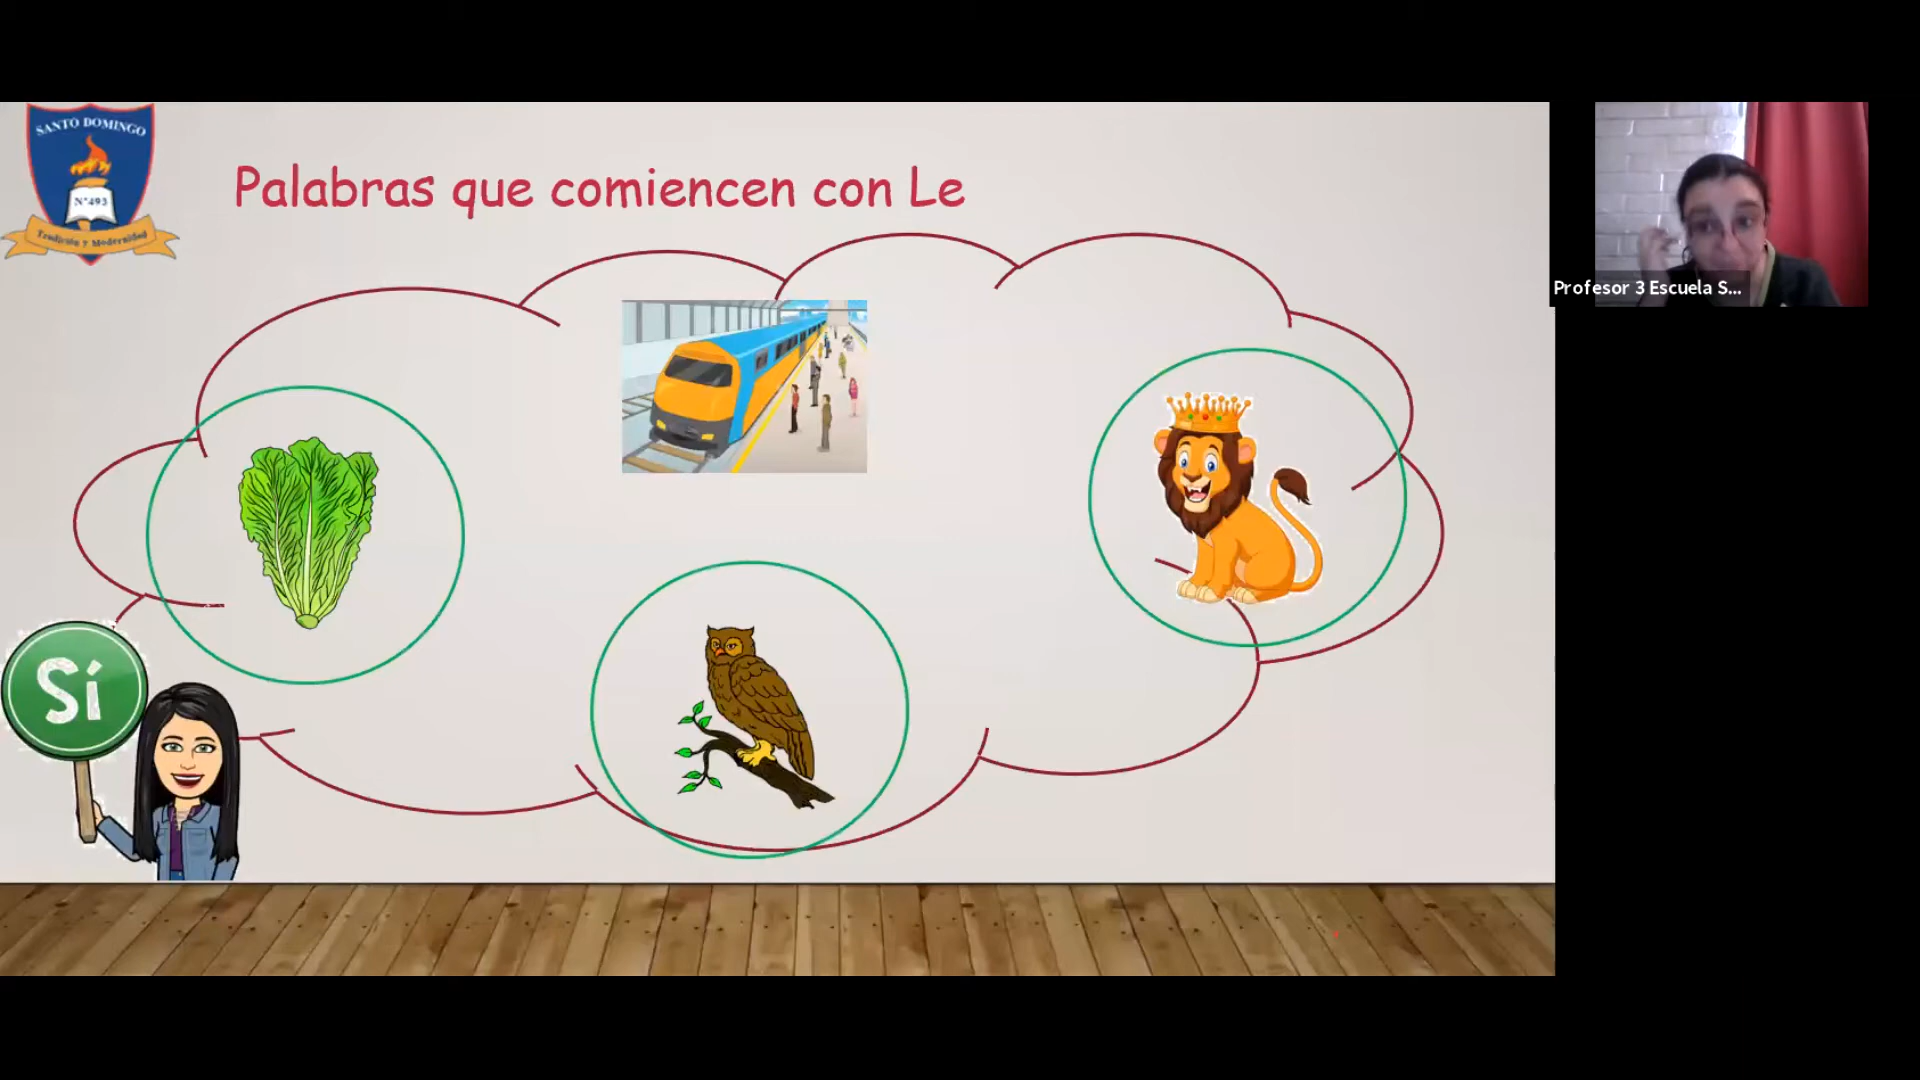 SANTO DOMINGO
N°493
Tradición y Modernidad
Palabras que comiencen con Le
Sí
Profesor 3 Escuela S...